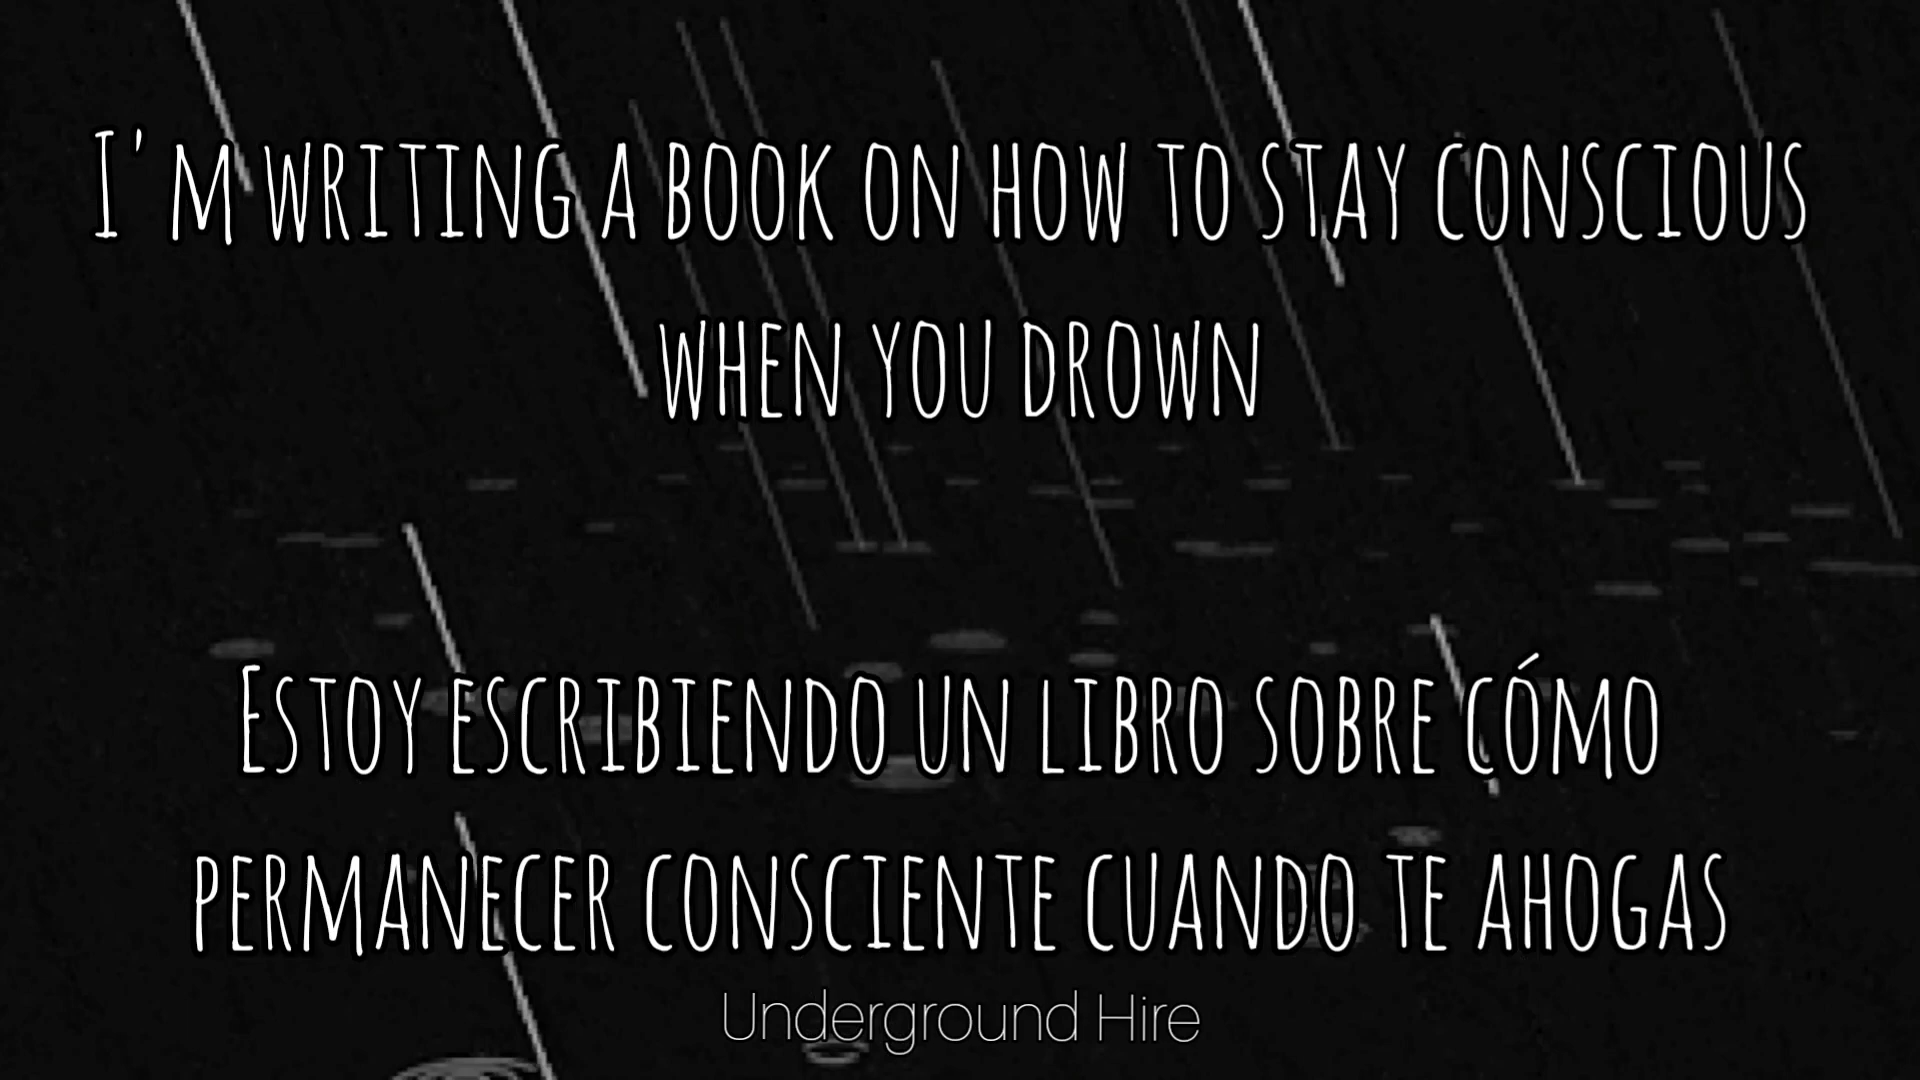 I'm writing a book on how to stay conscious
when you drown
Estoy escribiendo un libro sobre cómo
permanecer consciente cuando te ahogas
Underground Hire